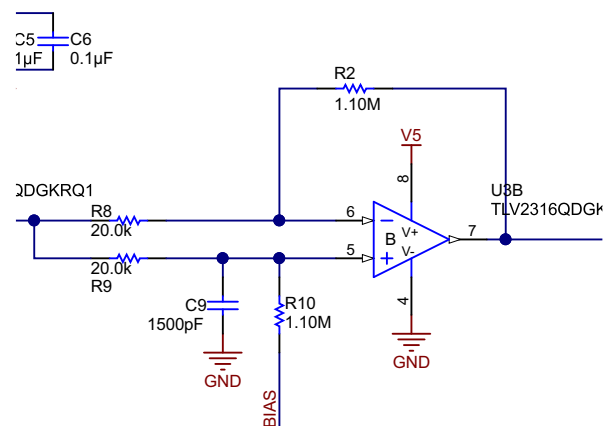 C5
C6
1µF
0.1µF
R2
1.10M
V5
8
QDGKRQ1
U3B
TLV2316QDGK
R8
20.0k
6
7
B
V+
V-
5
20.0k
R9
C9
1500pF
R10
1.10M
4
GND
GND
BIAS